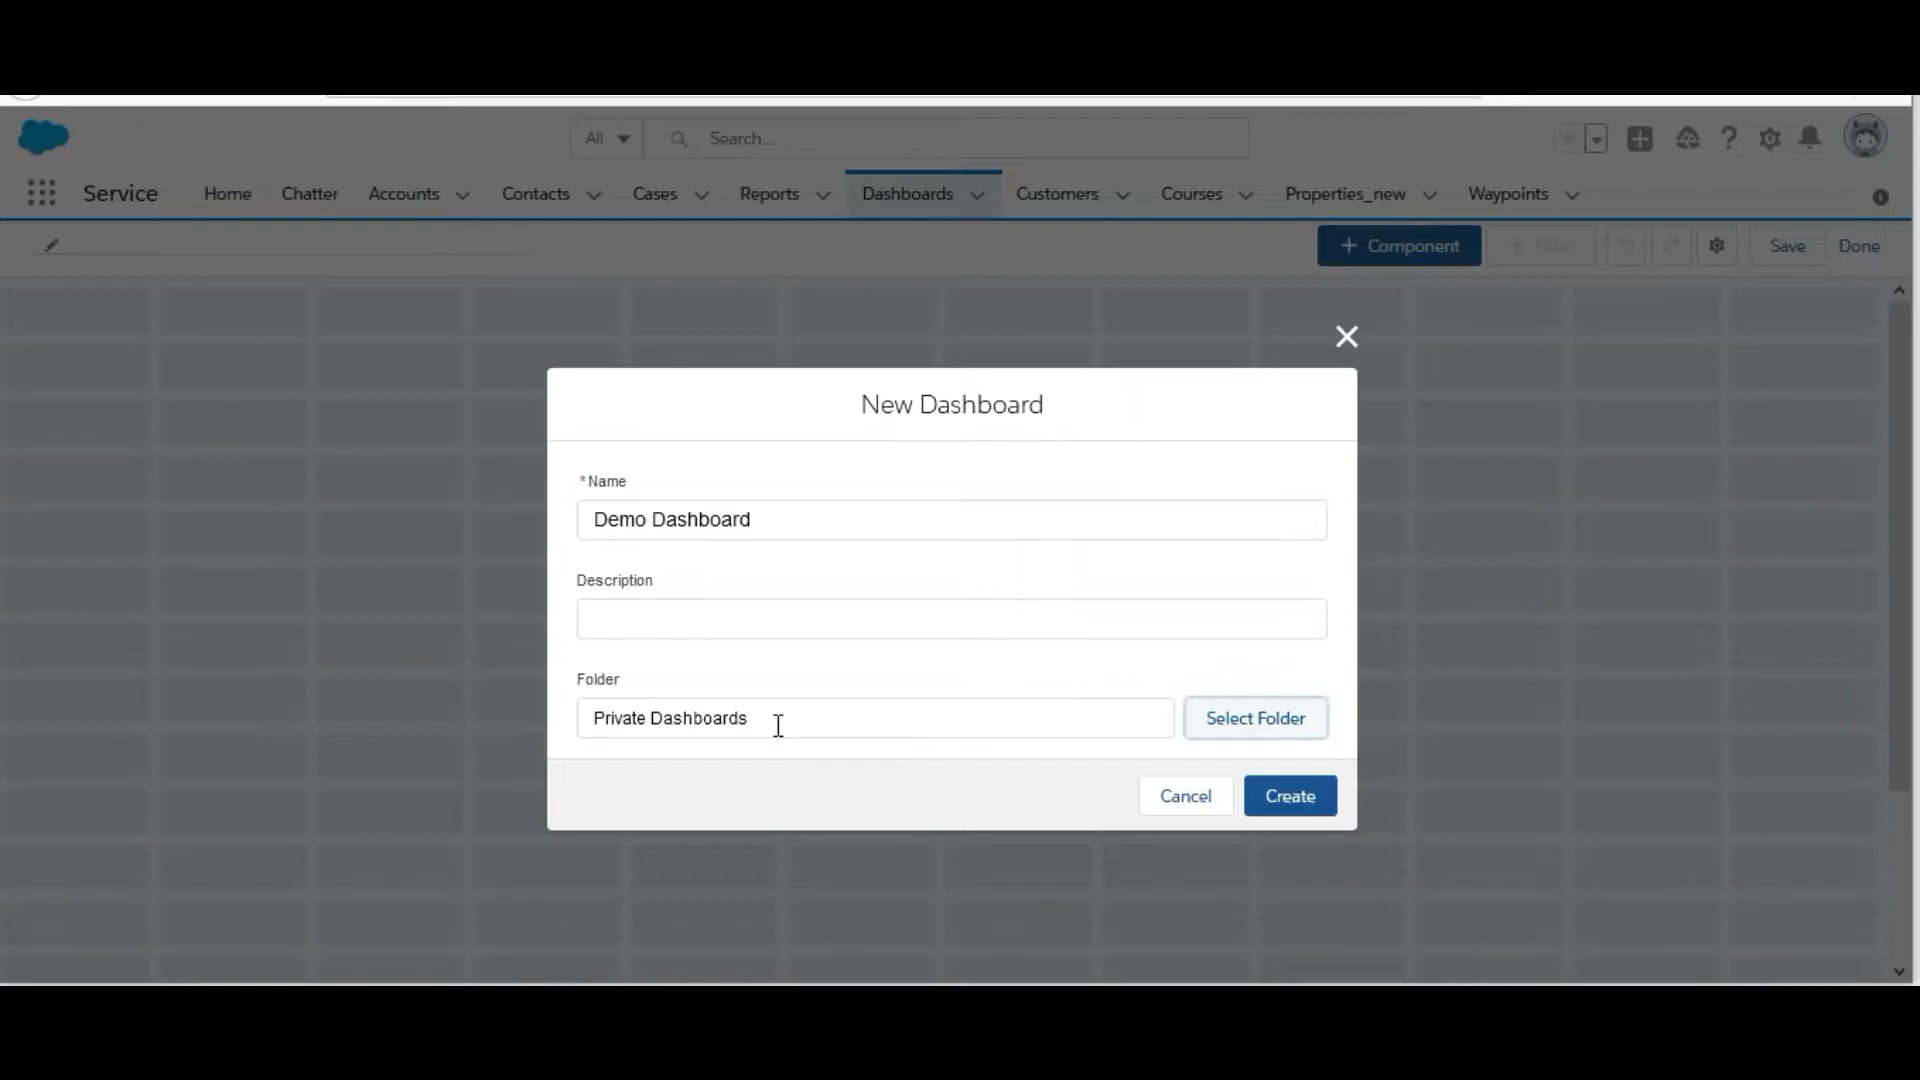 All Search...
Service Home Chatter Accounts Contacts Cases Reports Dashboards Customers Courses Properties_new Waypoints
+ Component + Filter Save Done
New Dashboard
*Name
Demo Dashboard
Description
Folder
Private Dashboards Select Folder
Cancel Create